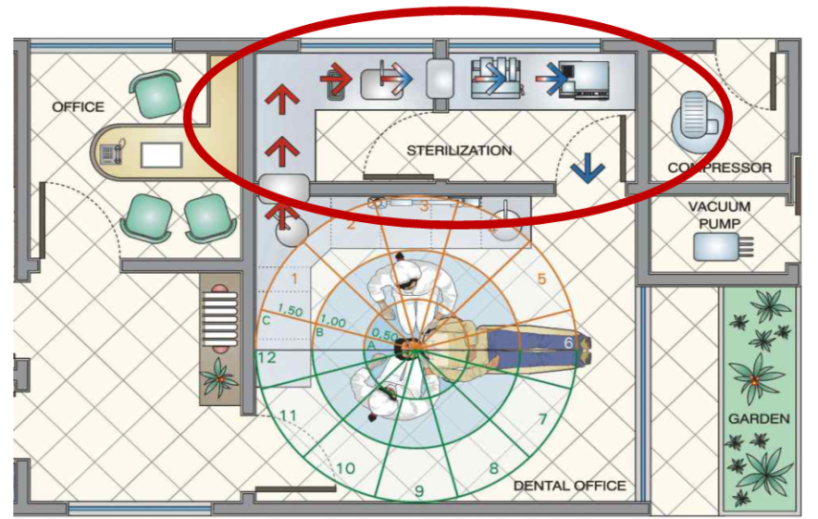 OFFICE
STERILIZATION
COMPRESSOR
VACUUM
PUMP
3
2
4
1
5
1,50
1,00
0,50
C
B
A
12
6
11
7
10
8
9
GARDEN
DENTAL OFFICE